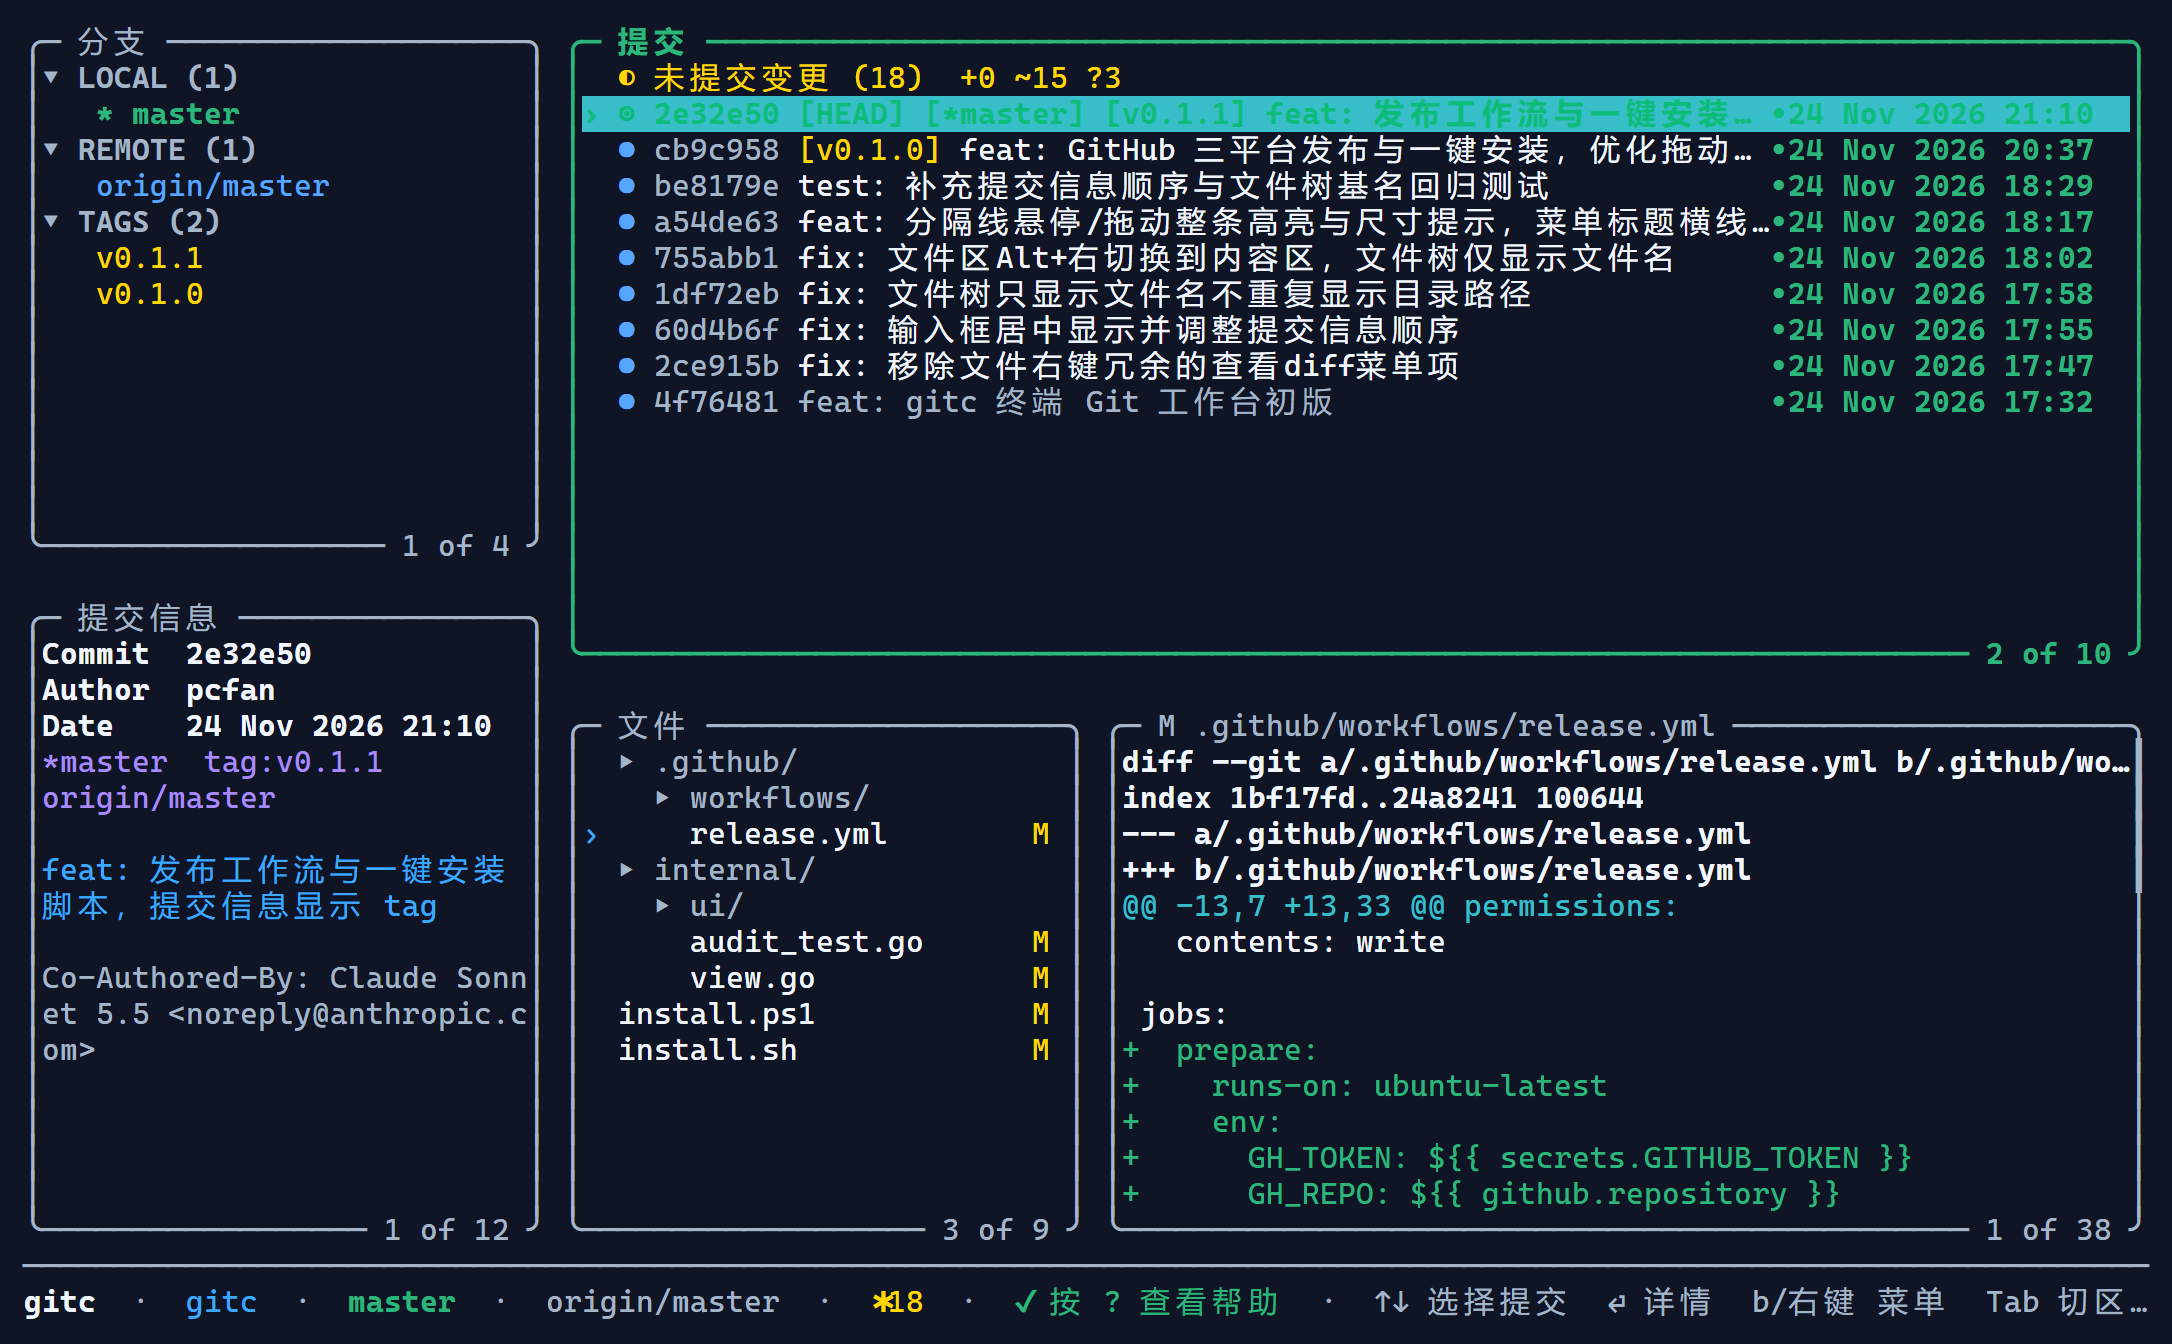 分支
▼ LOCAL (1)
* master
▼ REMOTE (1)
origin/master
▼ TAGS (2)
v0.1.1
v0.1.0
1 of 4
提交
◐ 未提交变更 (18)  +0 ~15 ?3
› 2e32e50 [HEAD] [*master] [v0.1.1] feat: 发布工作流与一键安装… •24 Nov 2026 21:10
● cb9c958 [v0.1.0] feat: GitHub 三平台发布与一键安装, 优化拖动… •24 Nov 2026 20:37
● be8179e test: 补充提交信息顺序与文件树基名回归测试 •24 Nov 2026 18:29
● a54de63 feat: 分隔线悬停/拖动整条高亮与尺寸提示, 菜单标题横线…•24 Nov 2026 18:17
● 755abb1 fix: 文件区Alt+右切换到内容区, 文件树仅显示文件名 •24 Nov 2026 18:02
● 1df72eb fix: 文件树只显示文件名不重复显示目录路径 •24 Nov 2026 17:58
● 60d4b6f fix: 输入框居中显示并调整提交信息顺序 •24 Nov 2026 17:55
● 2ce915b fix: 移除文件右键冗余的查看diff菜单项 •24 Nov 2026 17:47
● 4f76481 feat: gitc 终端 Git 工作台初版 •24 Nov 2026 17:32
2 of 10
提交信息
Commit  2e32e50
Author  pcfan
Date    24 Nov 2026 21:10
*master  tag:v0.1.1
origin/master
feat: 发布工作流与一键安装
脚本, 提交信息显示 tag
Co-Authored-By: Claude Sonn
et 5.5 <noreply@anthropic.c
om>
1 of 12
文件
▸ .github/
▸ workflows/
› release.yml M
▸ internal/
▸ ui/
audit_test.go M
view.go M
install.ps1 M
install.sh M
3 of 9
M .github/workflows/release.yml
diff --git a/.github/workflows/release.yml b/.github/wo…
index 1bf17fd..24a8241 100644
--- a/.github/workflows/release.yml
+++ b/.github/workflows/release.yml
@@ -13,7 +13,33 @@ permissions:
contents: write
jobs:
+  prepare:
+    runs-on: ubuntu-latest
+    env:
+      GH_TOKEN: ${{ secrets.GITHUB_TOKEN }}
+      GH_REPO: ${{ github.repository }}
1 of 38
gitc · gitc · master · origin/master · ✱18 · ✓ 按 ? 查看帮助 · ↑↓ 选择提交 ⏎ 详情 b/右键 菜单 Tab 切区…